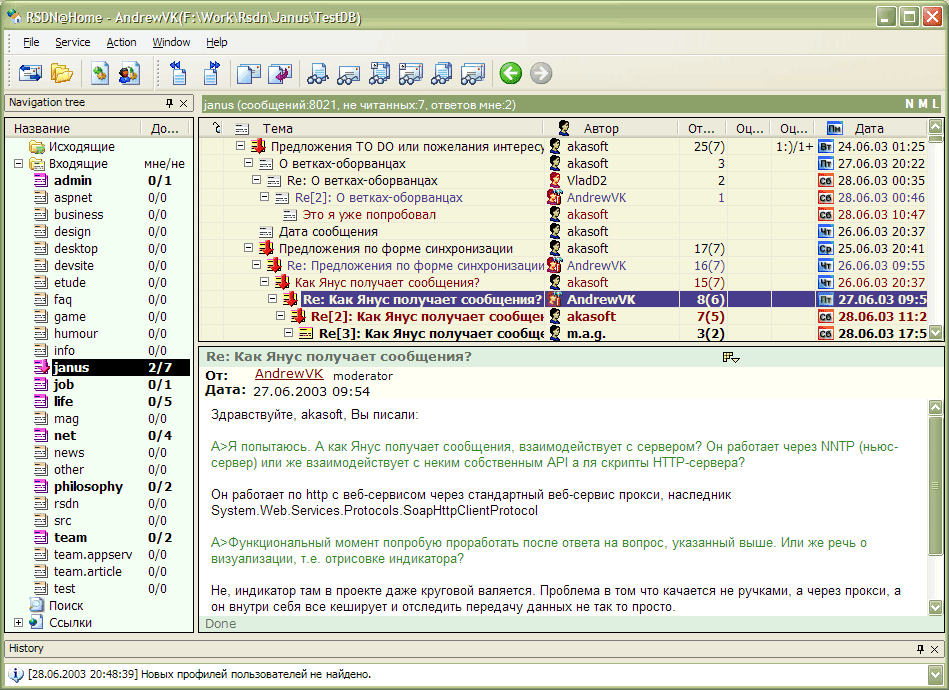 RSDN@Home - AndrewVK(F:\Work\Rsdn\Janus\TestDB)
File Service Action Window Help
Navigation tree
janus (сообщений:8021, не читанных:7, ответов мне:2) N M L
Название До...
Исходящие
Входящие мне/не
admin 0/1
aspnet 0/0
business 0/0
design 0/0
desktop 0/0
devsite 0/0
etude 0/0
faq 0/0
game 0/0
humour 0/0
info 0/0
janus 2/7
job 0/1
life 0/5
mag 0/0
net 0/4
news 0/0
other 0/0
philosophy 0/2
rsdn 0/0
src 0/0
team 0/2
team.appserv 0/0
team.article 0/0
test 0/0
Поиск
Ссылки
Тема Автор От... Оц... Оц... Пн Дата
Предложения TO DO или пожелания интересу akasoft 25(7) 1:)/1+ Вт 24.06.03 01:25
О ветках-оборванцах akasoft 3 Пт 27.06.03 20:22
Re: О ветках-оборванцах VladD2 2 Сб 28.06.03 00:35
Re[2]: О ветках-оборванцах AndrewVK 1 Сб 28.06.03 00:46
Это я уже попробовал akasoft Сб 28.06.03 10:47
Дата сообщения akasoft Чт 26.06.03 20:37
Предложения по форме синхронизации akasoft 17(7) Ср 25.06.03 20:41
Re: Предложения по форме синхронизации AndrewVK 16(7) Чт 26.06.03 09:55
Как Янус получает сообщения? akasoft 15(7) Чт 26.06.03 20:37
Re: Как Янус получает сообщения? AndrewVK 8(6) Пт 27.06.03 09:5
Re[2]: Как Янус получает сообщен akasoft 7(5) Сб 28.06.03 11:2
Re[3]: Как Янус получает сообще m.a.g. 3(2) Сб 28.06.03 17:5
Re: Как Янус получает сообщения?
От: AndrewVK moderator
Дата: 27.06.2003 09:54
Здравствуйте, akasoft, Вы писали:
A>Я попытаюсь. А как Янус получает сообщения, взаимодействует с сервером? Он работает через NNTP (ньюс-
сервер) или же взаимодействует с неким собственным API а ля скрипты HTTP-сервера?
Он работает по http с веб-сервисом через стандартный веб-сервис прокси, наследник
System.Web.Services.Protocols.SoapHttpClientProtocol
A>Функциональный момент попробую проработать после ответа на вопрос, указанный выше. Или же речь о
визуализации, т.е. отрисовке индикатора?
Не, индикатор там в проекте даже круговой валяется. Проблема в том что качается не ручками, а через прокси, а
он внутри себя все кеширует и отследить передачу данных не так то просто.
Done
History
[28.06.2003 20:48:39] Новых профилей пользователей не найдено.